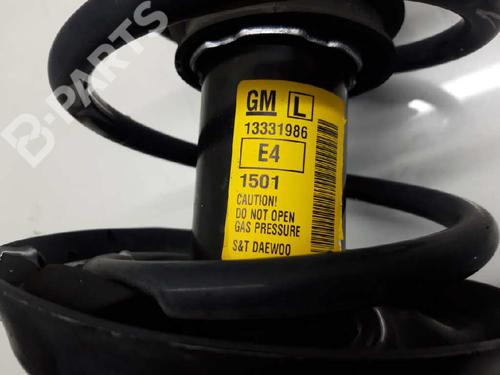 B-PARTS
GM L
13331986
E4
1501
CAUTION!
DO NOT OPEN
GAS PRESSURE
S&T DAEWOO